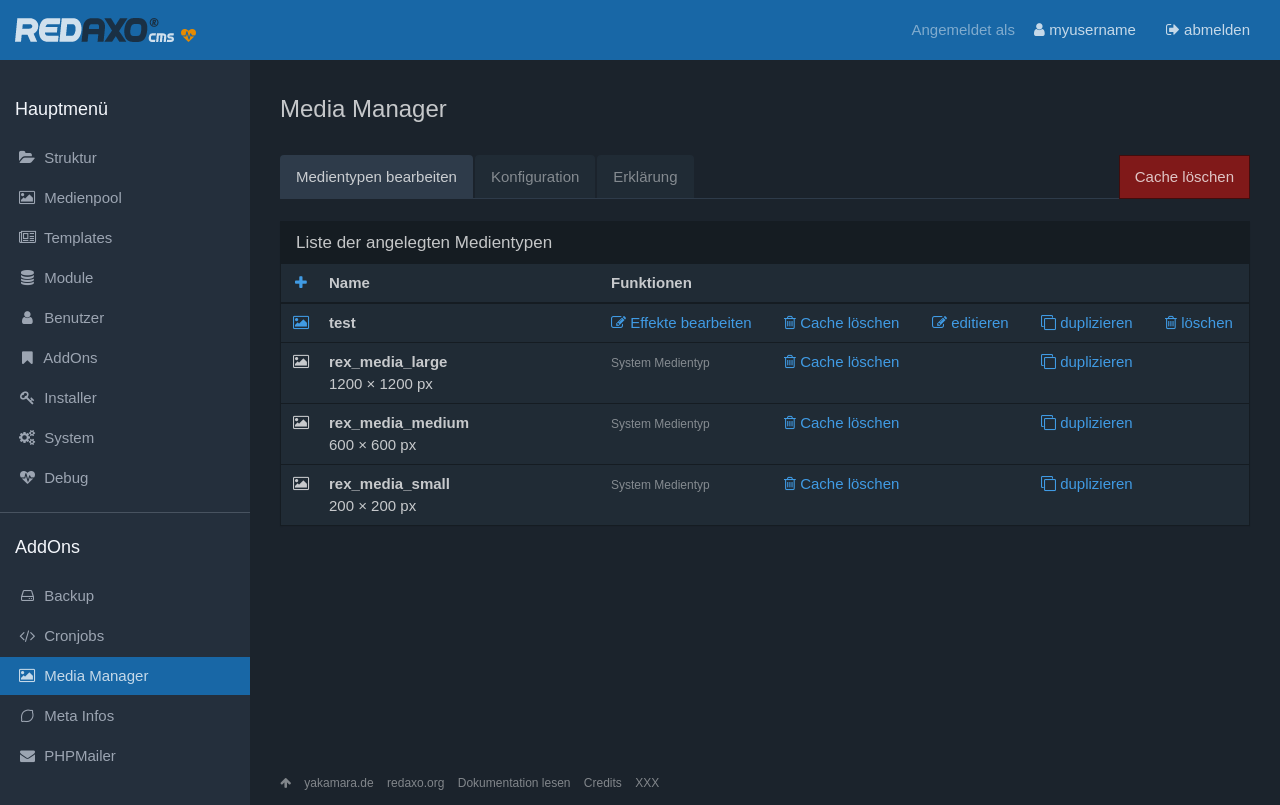 REDAXO® cms
Angemeldet als myusername abmelden
Hauptmenü
Struktur
Medienpool
Templates
Module
Benutzer
AddOns
Installer
System
Debug
AddOns
Backup
Cronjobs
Media Manager
Meta Infos
PHPMailer
Media Manager
Medientypen bearbeiten Konfiguration Erklärung Cache löschen
Liste der angelegten Medientypen
Name Funktionen
test Effekte bearbeiten Cache löschen editieren duplizieren löschen
rex_media_large System Medientyp Cache löschen duplizieren
1200 × 1200 px
rex_media_medium System Medientyp Cache löschen duplizieren
600 × 600 px
rex_media_small System Medientyp Cache löschen duplizieren
200 × 200 px
yakamara.de redaxo.org Dokumentation lesen Credits XXX